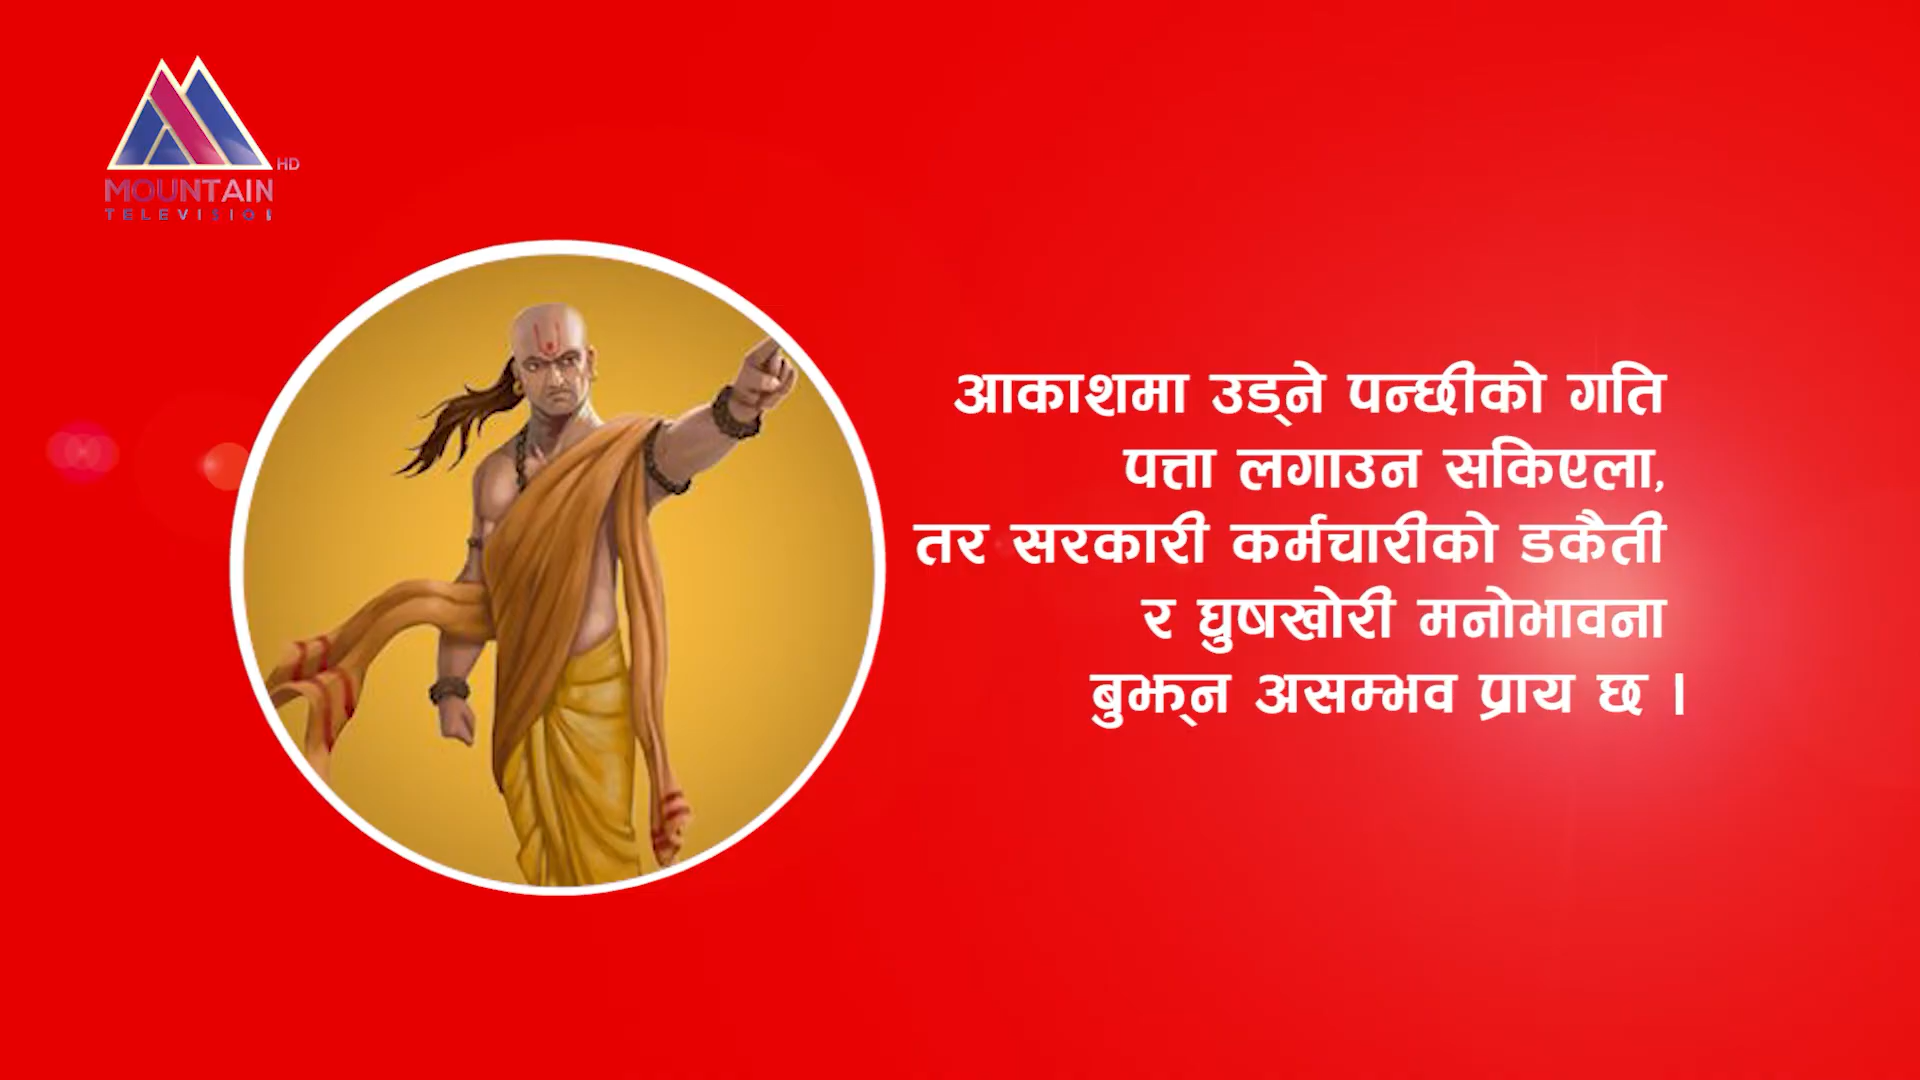 HD
MOUNTAIN
TELEVISION
आकाशमा उड्ने पन्छीको गति
पत्ता लगाउन सकिएला,
तर सरकारी कर्मचारीको डकैती
र घुषखोरी मनोभावना
बुझ्न असम्भव प्राय छ ।